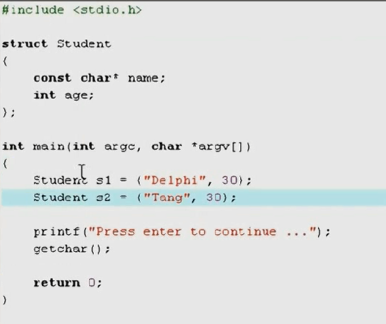 #include <stdio.h>
struct Student
{
const char* name;
int age;
};
int main(int argc, char *argv[])
{
Student s1 = {"Delphi", 30};
Student s2 = {"Tang", 30};
printf("Press enter to continue ...");
getchar();
return 0;
}